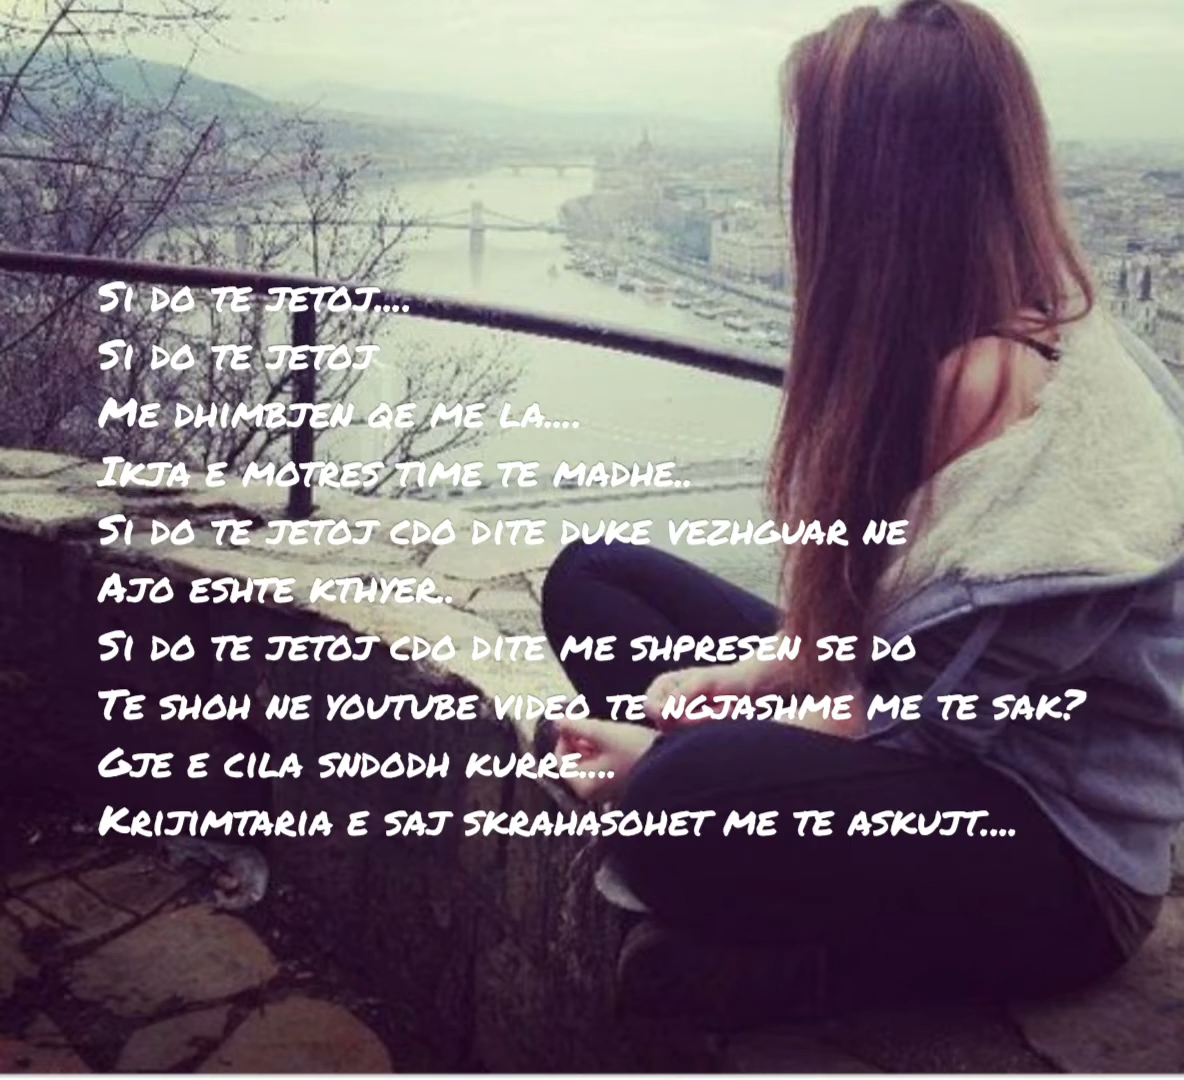 Si do te jetoj....
Si do te jetoj
Me dhimbjen qe me la....
Ikja e motres time te madhe..
Si do te jetoj cdo dite duke vezhguar ne
Ajo eshte kthyer..
Si do te jetoj cdo dite me shpresen se do
Te shoh ne youtube video te ngjashme me te sak?
Gje e cila sndodh kurre....
Krijimtaria e saj skrahasohet me te askujt....